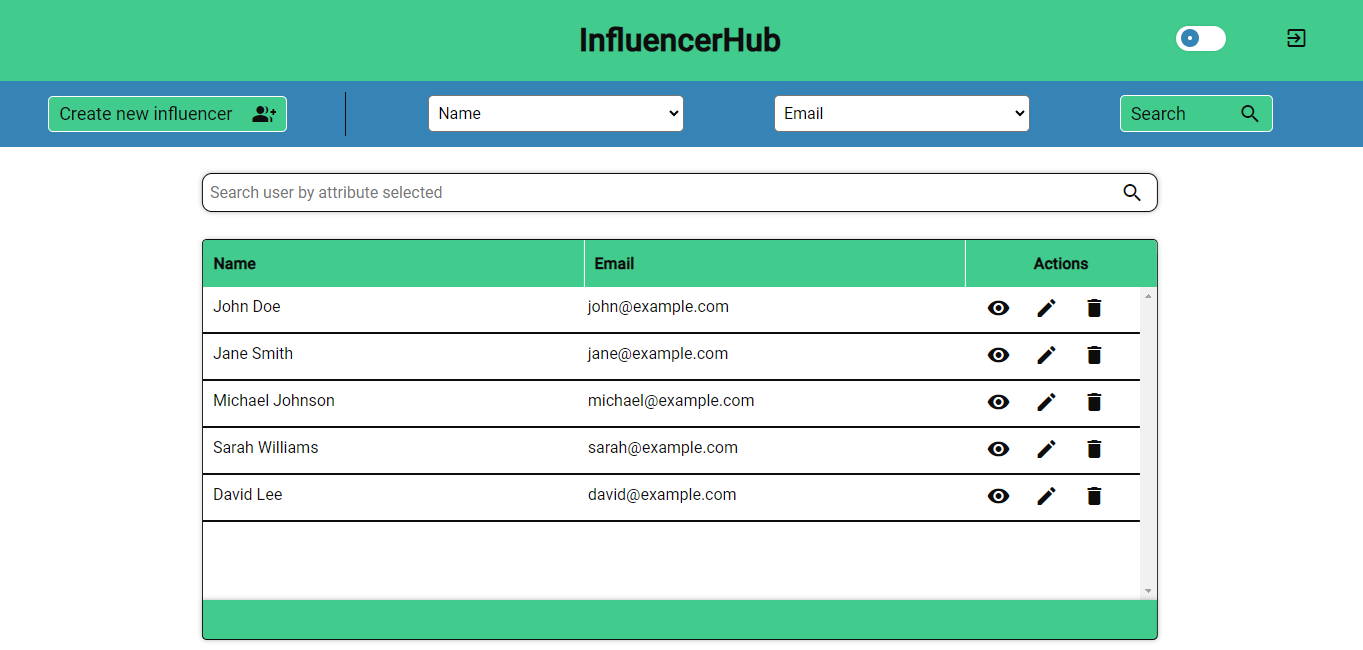 InfluencerHub
Create new influencer
Name
Email
Search
Search user by attribute selected
Name Email Actions
John Doe john@example.com
Jane Smith jane@example.com
Michael Johnson michael@example.com
Sarah Williams sarah@example.com
David Lee david@example.com